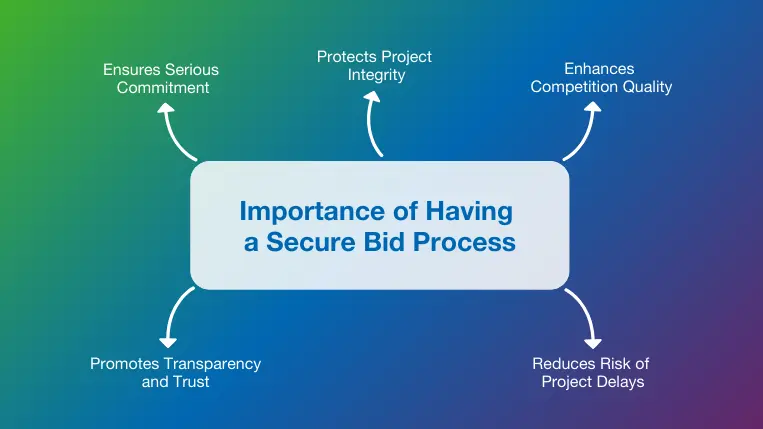 Ensures Serious
Commitment
Protects Project
Integrity
Enhances
Competition Quality
Importance of Having
a Secure Bid Process
Promotes Transparency
and Trust
Reduces Risk of
Project Delays